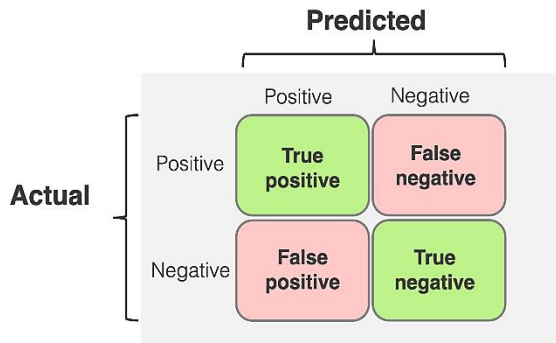 Predicted
Positive
Negative
Actual
Positive
True
positive
False
negative
Negative
False
positive
True
negative